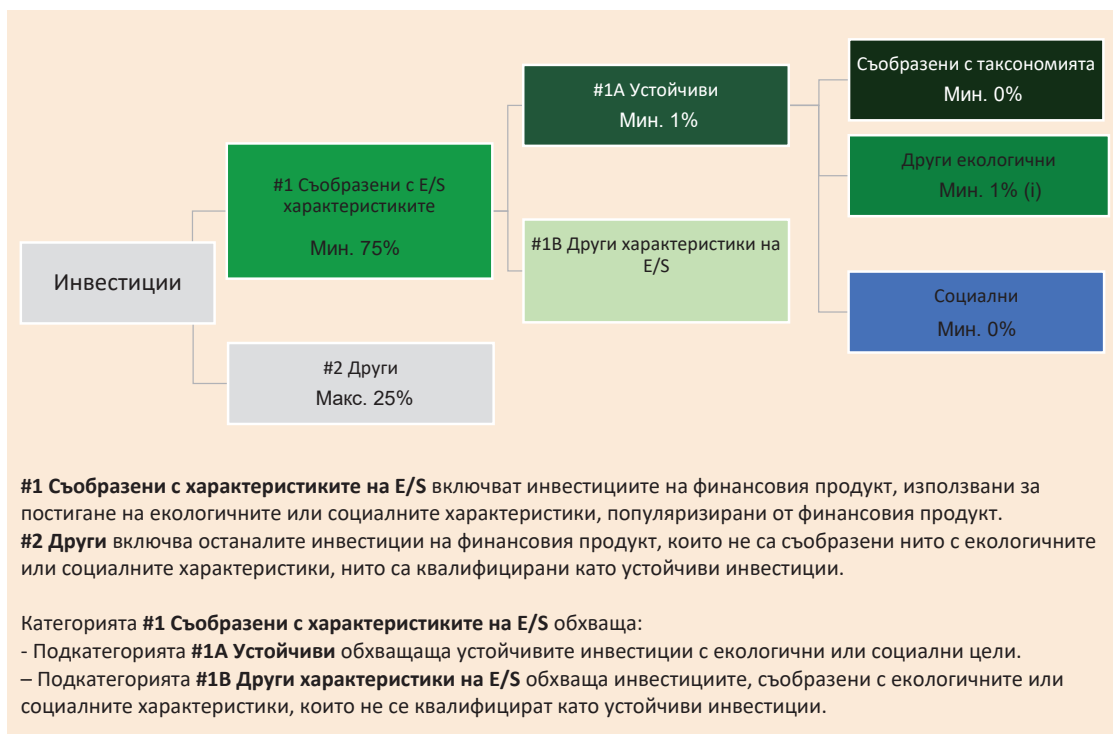 Инвестиции
#1 Съобразени с E/S
характеристиките
Мин. 75%
#2 Други
Макс. 25%
#1A Устойчиви
Мин. 1%
#1B Други характеристики на
E/S
Съобразени с таксономията
Мин. 0%
Други екологични
Мин. 1% (i)
Социални
Мин. 0%
#1 Съобразени с характеристиките на E/S включват инвестициите на финансовия продукт, използвани за
постигане на екологичните или социалните характеристики, популяризирани от финансовия продукт.
#2 Други включва останалите инвестиции на финансовия продукт, които не са съобразени нито с екологичните
или социалните характеристики, нито са квалифицирани като устойчиви инвестиции.
Категорията #1 Съобразени с характеристиките на E/S обхваща:
- Подкатегорията #1A Устойчиви обхващаща устойчивите инвестиции с екологични или социални цели.
– Подкатегорията #1B Други характеристики на E/S обхваща инвестициите, съобразени с екологичните или
социалните характеристики, които не се квалифицират като устойчиви инвестиции.